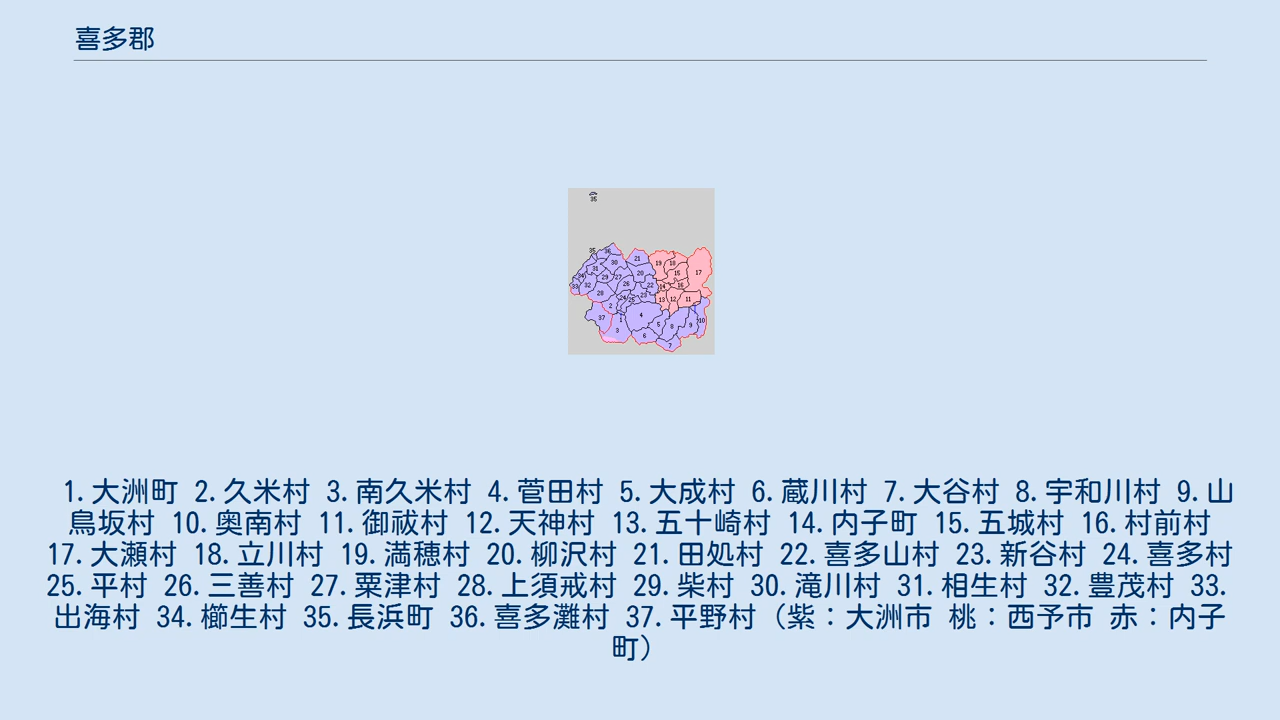 喜多郡
1.大洲町 2.久米村 3.南久米村 4.菅田村 5.大成村 6.蔵川村 7.大谷村 8.宇和川村 9.山
鳥坂村 10.奥南村 11.御祓村 12.天神村 13.五十崎村 14.内子町 15.五城村 16.村前村
17.大瀬村 18.立川村 19.満穂村 20.柳沢村 21.田処村 22.喜多山村 23.新谷村 24.喜多村
25.平村 26.三善村 27.粟津村 28.上須戒村 29.柴村 30.滝川村 31.相生村 32.豊茂村 33.
出海村 34.櫛生村 35.長浜町 36.喜多灘村 37.平野村（紫：大洲市 桃：西予市 赤：内子
町）